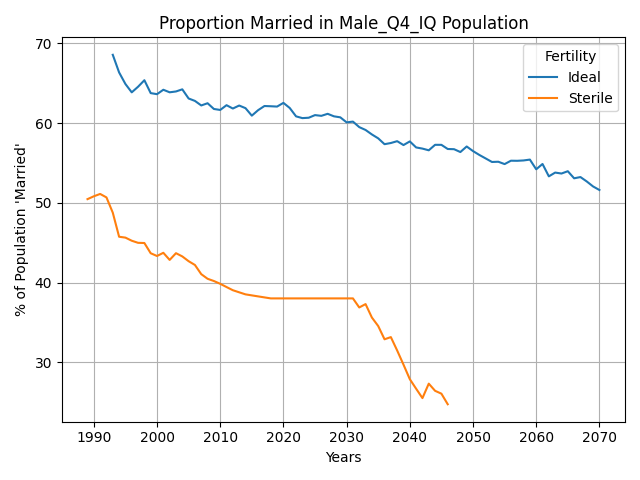 Proportion Married in Male_Q4_IQ Population
% of Population 'Married'
70
60
50
40
30
Fertility
Ideal
Sterile
1990 2000 2010 2020 2030 2040 2050 2060 2070
Years